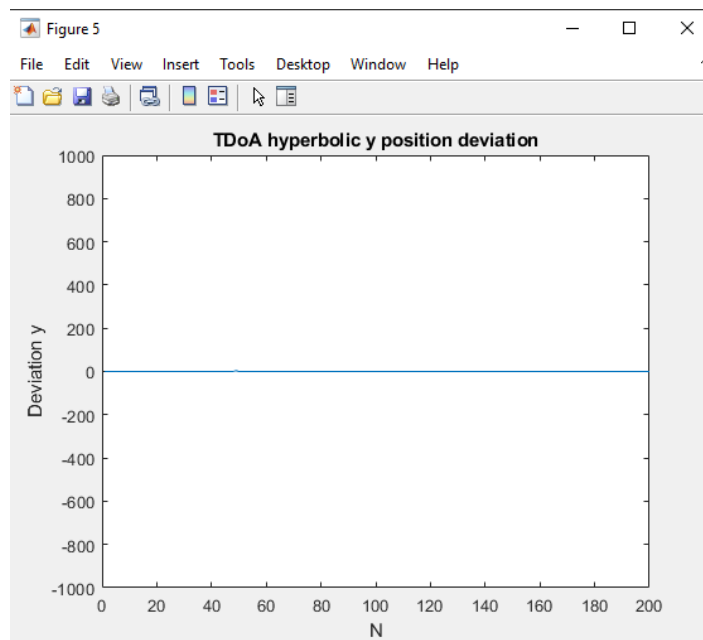 Figure 5
File Edit View Insert Tools Desktop Window Help
TDoA hyperbolic y position deviation
1000
800
600
400
200
0
-200
-400
-600
-800
-1000
Deviation y
0 20 40 60 80 100 120 140 160 180 200
N